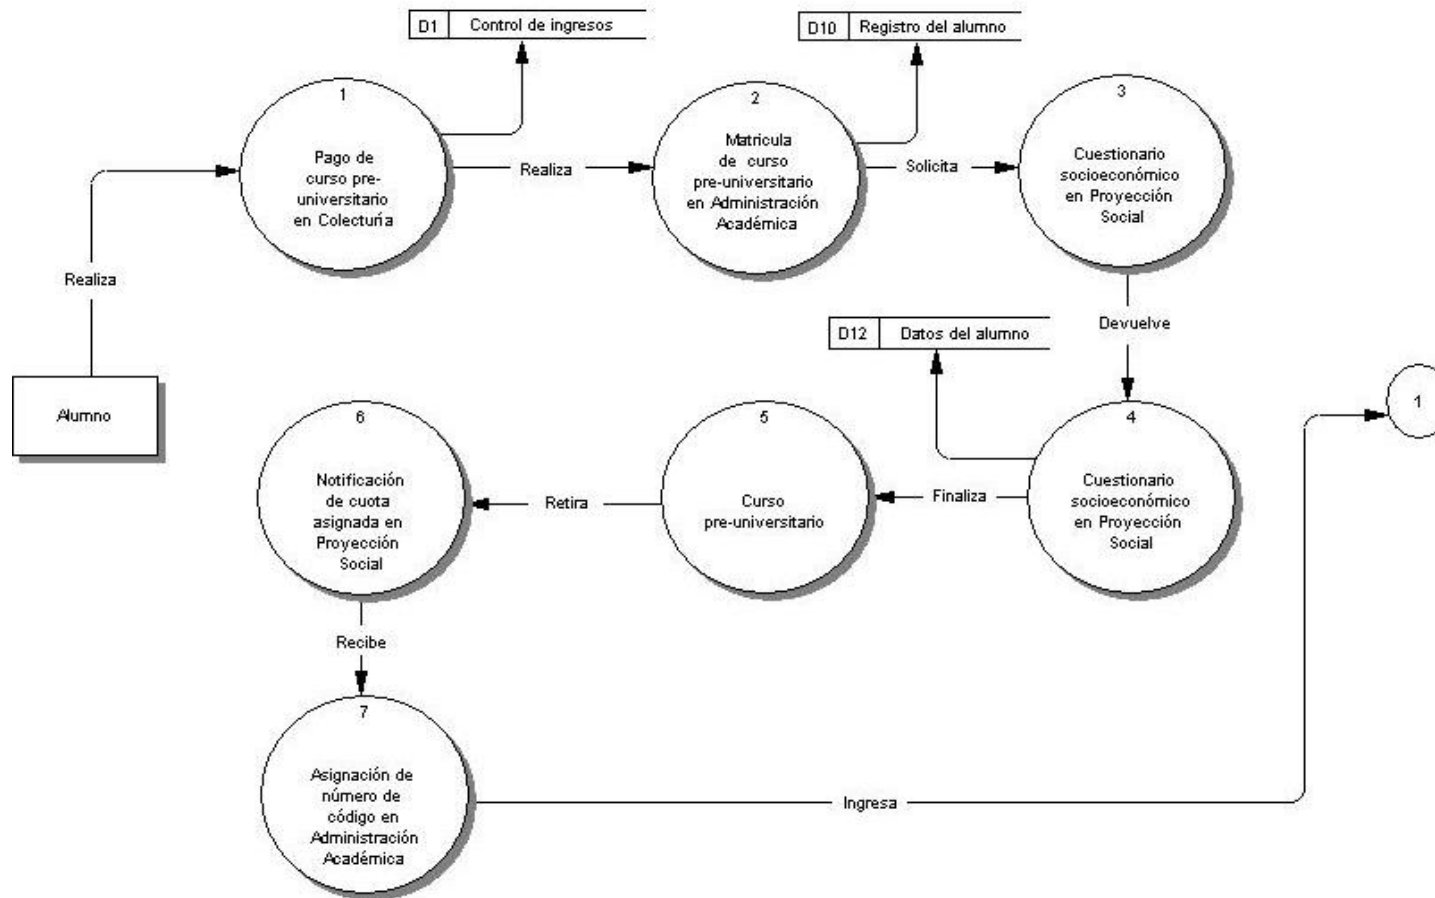 D1 Control de ingresos
D10 Registro del alumno
1
Pago de
curso pre-
universitario
en Colecturía
Realiza
2
Matricula
de curso
pre-universitario
en Administración
Académica
Solicita
3
Cuestionario
socioeconómico
en Proyección
Social
Realiza
Alumno
D12 Datos del alumno
Devuelve
1
6
Notificación
de cuota
asignada en
Proyección
Social
Retira
5
Curso
pre-universitario
Finaliza
4
Cuestionario
socioeconómico
en Proyección
Social
Recibe
7
Asignación de
número de
código en
Administración
Académica
Ingresa